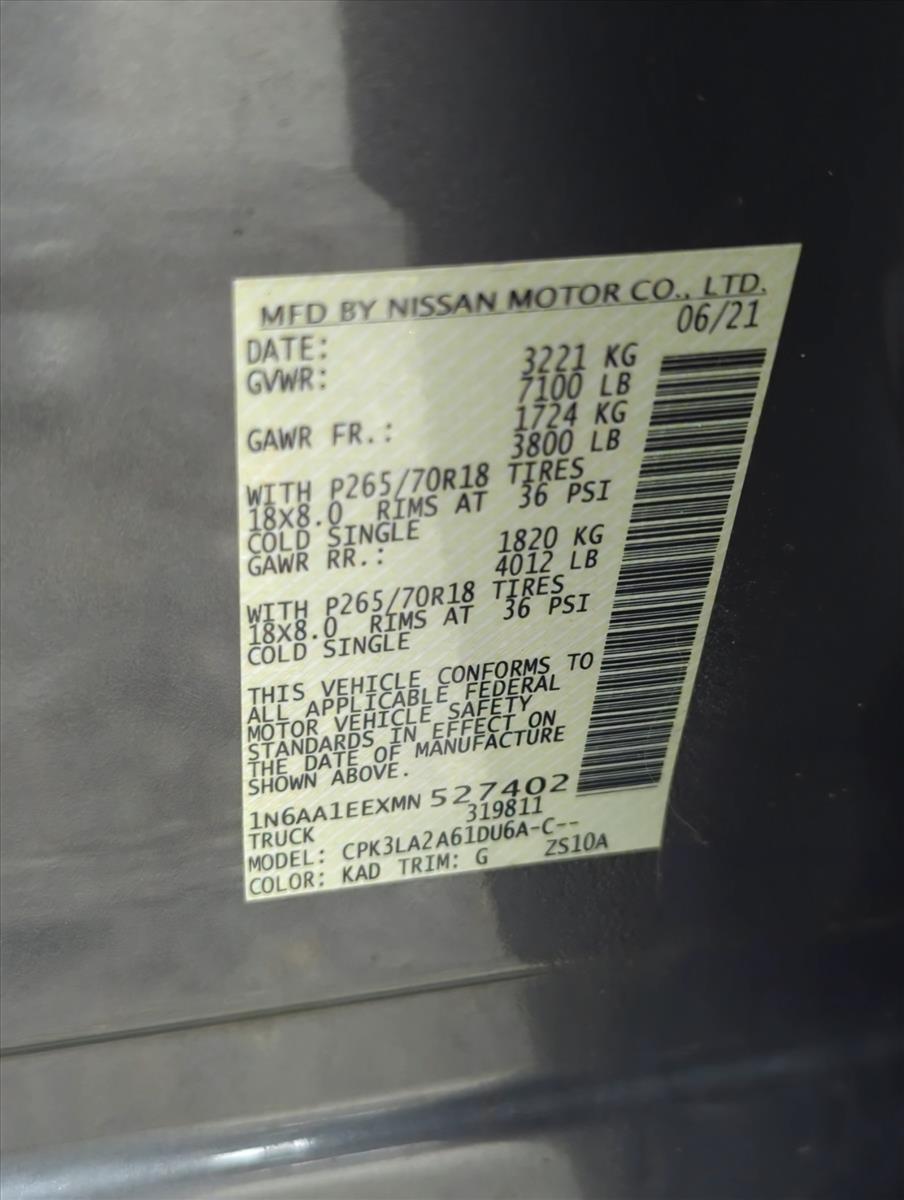 MFD BY NISSAN MOTOR CO., LTD.
DATE: 06/21
GVWR: 3221 KG
7100 LB
GAWR FR.: 1724 KG
3800 LB
WITH P265/70R18 TIRES
18X8.0 RIMS AT 36 PSI
COLD SINGLE
GAWR RR.: 1820 KG
4012 LB
WITH P265/70R18 TIRES
18X8.0 RIMS AT 36 PSI
COLD SINGLE
THIS VEHICLE CONFORMS TO
ALL APPLICABLE FEDERAL
MOTOR VEHICLE SAFETY
STANDARDS IN EFFECT ON
THE DATE OF MANUFACTURE
SHOWN ABOVE.
1N6AA1EEXMN 527402
TRUCK 319811
MODEL: CPK3LA2A61DU6A-C--
COLOR: KAD TRIM: G ZS10A